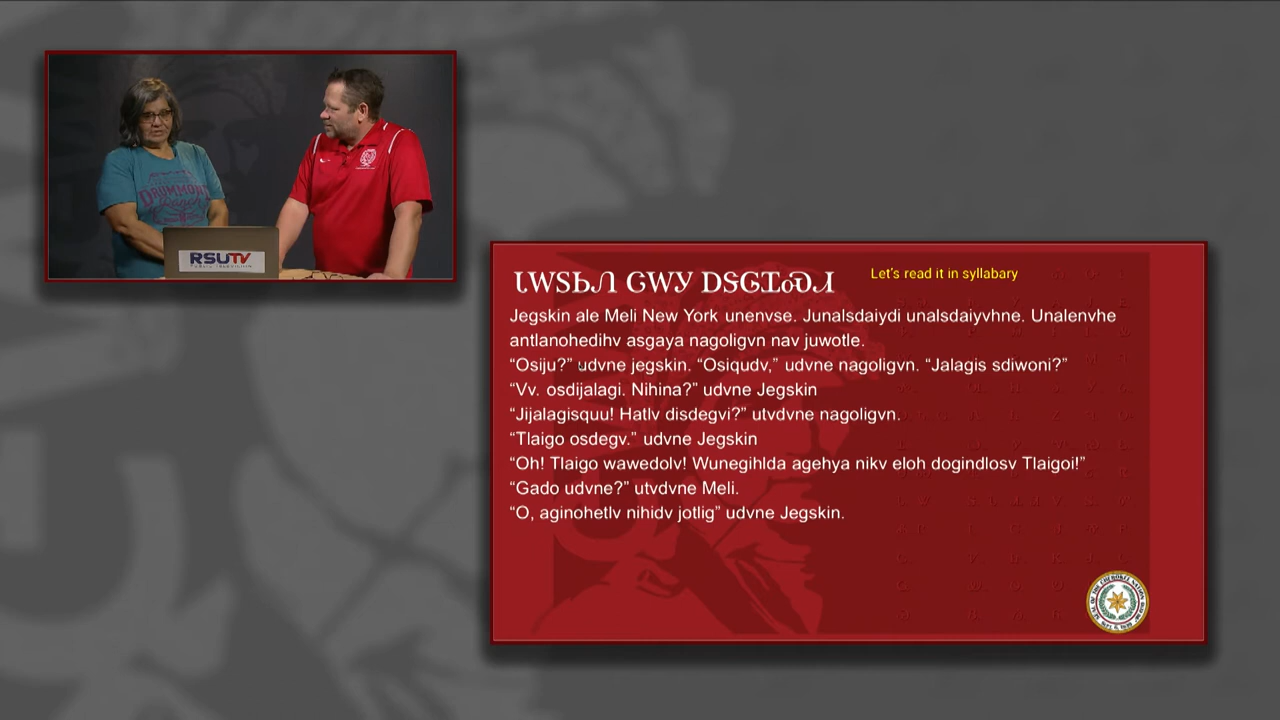 ᏓᎳᏚᏏᏁ ᏣᎳᎩ ᎠᕞᏩᏆᏍᏗ
Let's read it in syllabary
Jegskin ale Meli New York unenvse. Junalsdaiydi unalsdaiyvhne. Unalenvhe
antlanohedihv asgaya nagoligvn nav juwotle.
“Osiju?” udvne jegskin. “Osiqudv,” udvne nagoligvn. “Jalagis sdiwoni?”
“Vv. osdijalagi. Nihina?” udvne Jegskin
“Jijalagisquu! Hatlv disdegvi?” utvdvne nagoligvn.
“Tlaigo osdegv.” udvne Jegskin
“Oh! Tlaigo wawedolv! Wunegihlda agehya nikv eloh dogindlosv Tlaigoi!”
“Gado udvne?” utvdvne Meli.
“O, aginohetlv nihidv jotlig” udvne Jegskin.
RSUTV